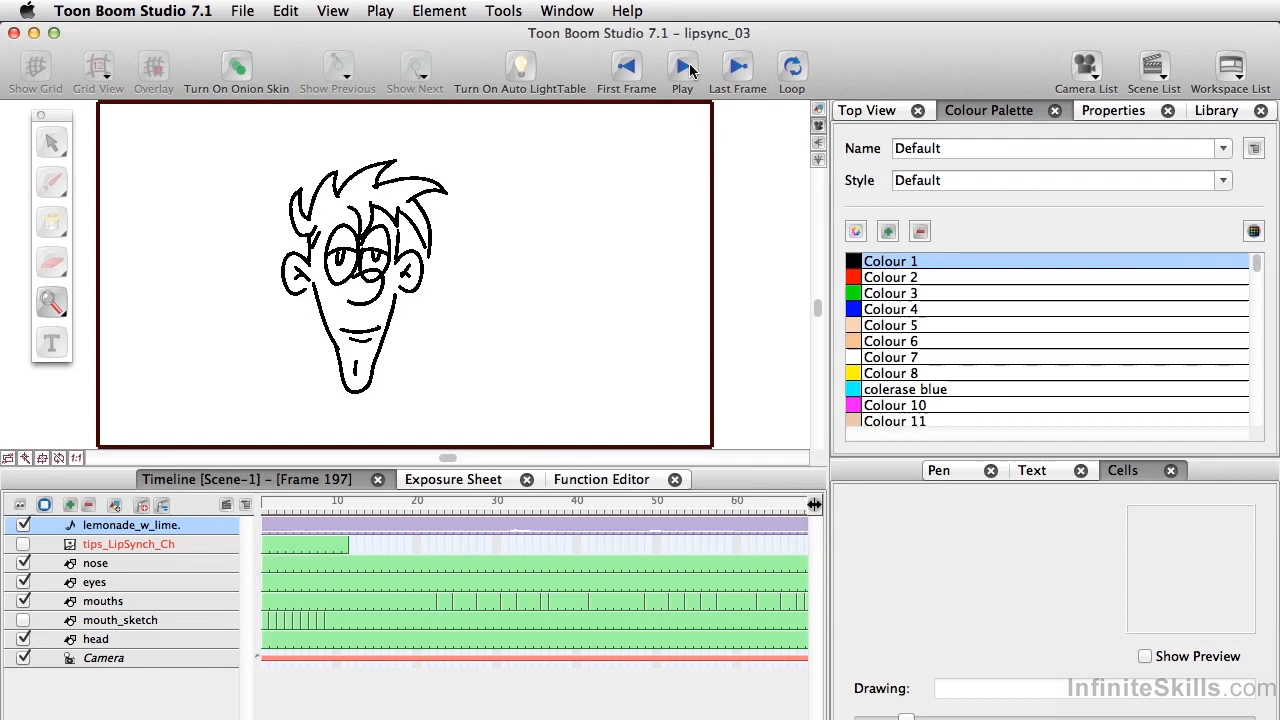 Toon Boom Studio 7.1 File Edit View Play Element Tools Window Help
Toon Boom Studio 7.1 - lipsync_03
Show Grid Grid View Overlay Turn On Onion Skin Show Previous Show Next Turn On Auto LightTable First Frame Play Last Frame Loop Camera List Scene List Workspace List
Top View Colour Palette Properties Library
Name Default
Style Default
Colour 1
Colour 2
Colour 3
Colour 4
Colour 5
Colour 6
Colour 7
Colour 8
colerase blue
Colour 10
Colour 11
T
1:1
Timeline [Scene-1] - [Frame 197] Exposure Sheet Function Editor
Pen Text Cells
10 20 30 40 50 60
lemonade_w_lime.
tips_LipSynch_Ch
nose
eyes
mouths
mouth_sketch
head
Camera
Show Preview
Drawing:
InfiniteSkills.com